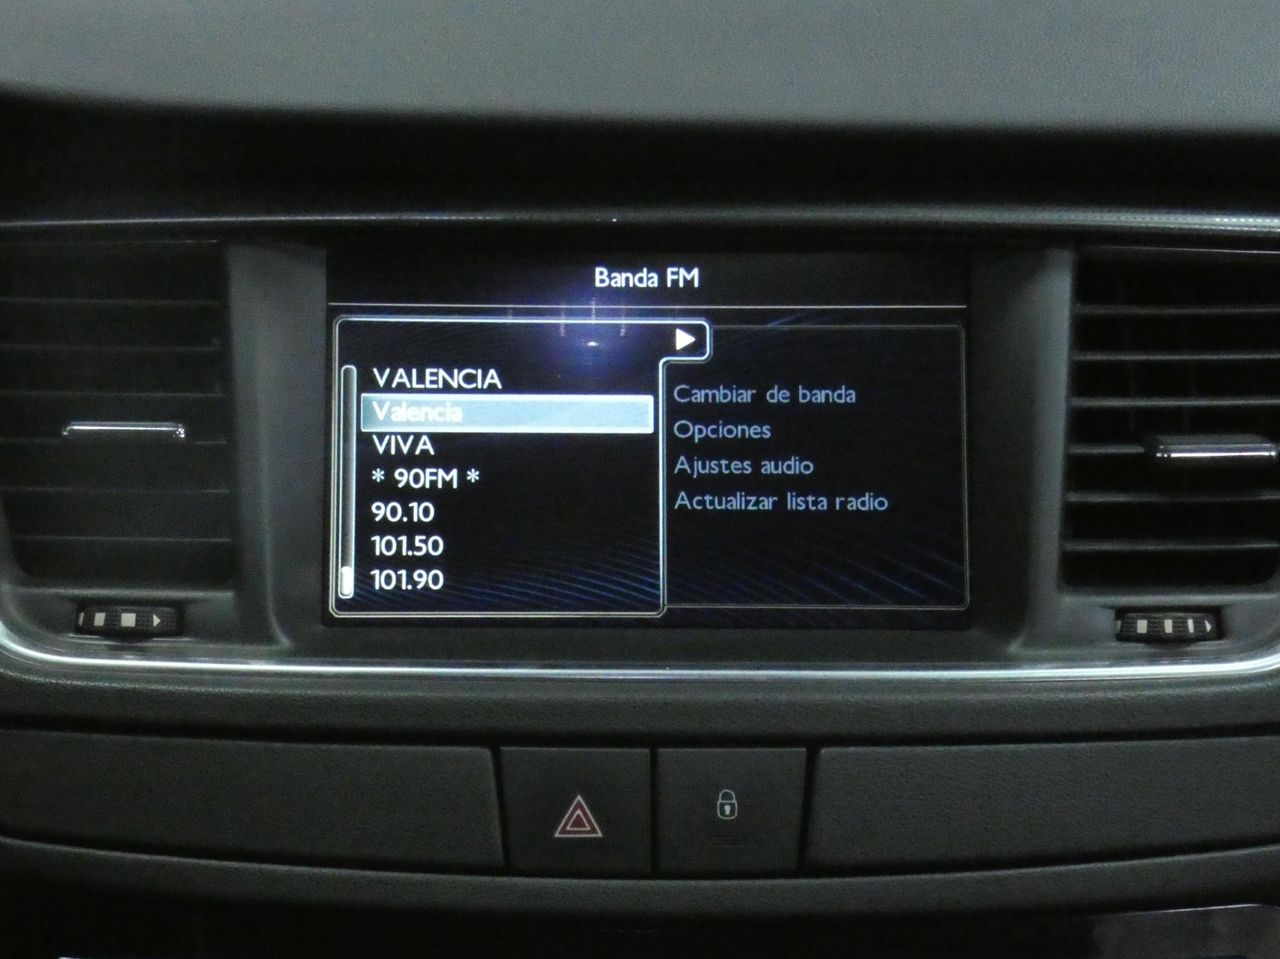 Banda FM
VALENCIA
Valencia
VIVA
* 90FM *
90.10
101.50
101.90
Cambiar de banda
Opciones
Ajustes audio
Actualizar lista radio